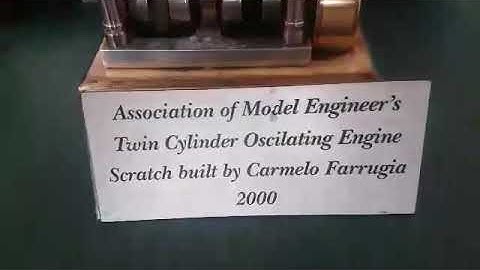 Association of Model Engineer's
Twin Cylinder Oscilating Engine
Scratch built by Carmelo Farrugia
2000